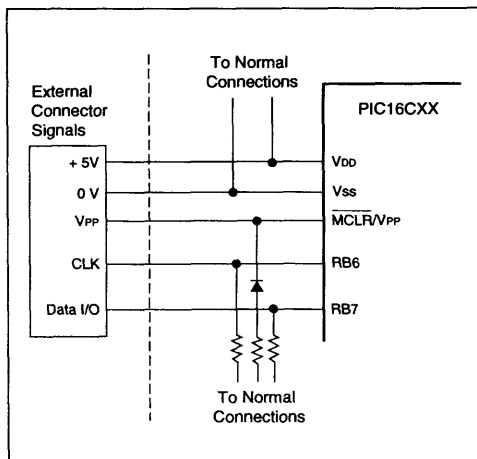 To Normal
Connections
External
Connector
Signals
PIC16CXX
+ 5V
VDD
0 V
Vss
VPP
MCLR/VPP
CLK
RB6
Data I/O
RB7
To Normal
Connections